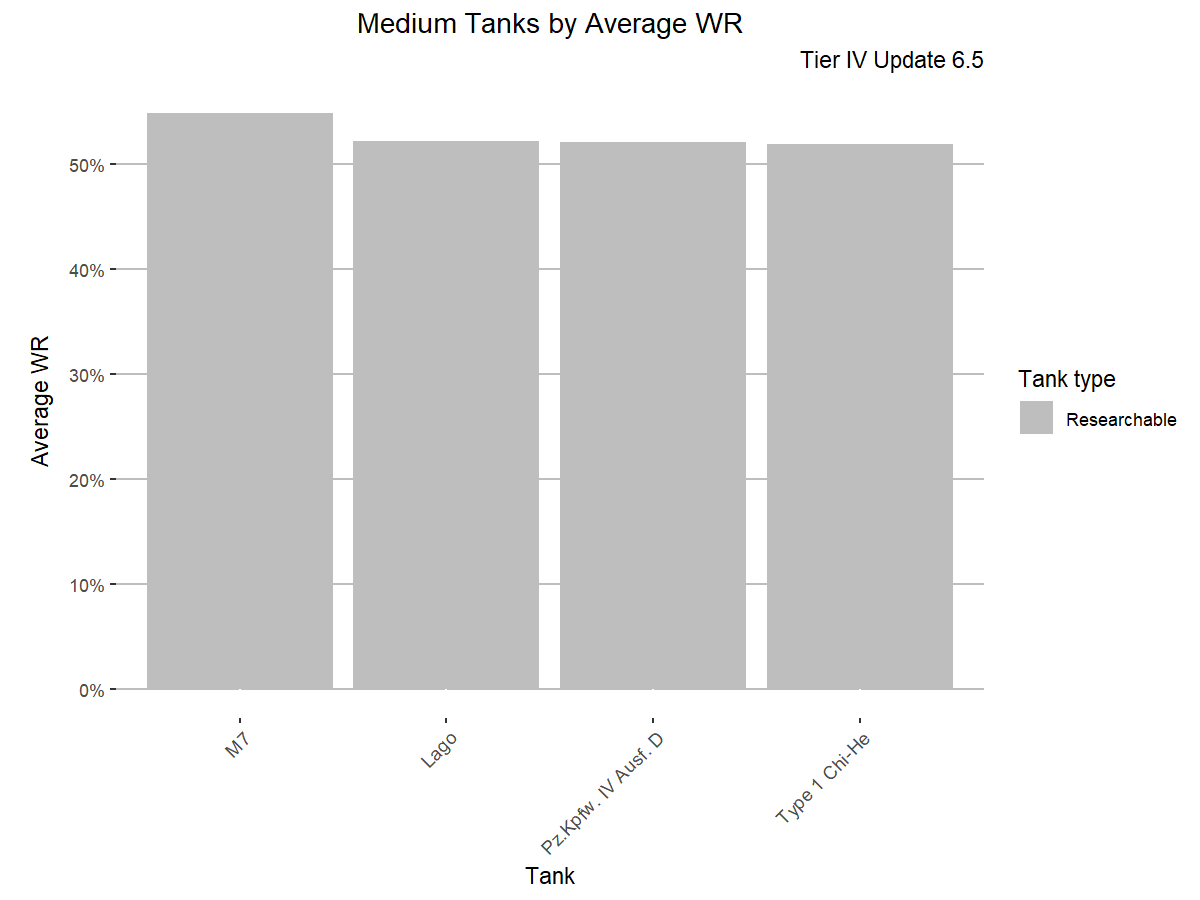 Medium Tanks by Average WR
Tier IV Update 6.5
Average WR
50%
40%
30%
20%
10%
0%
M7
Lago
Pz.Kpfw. IV Ausf. D
Type 1 Chi-He
Tank
Tank type
Researchable